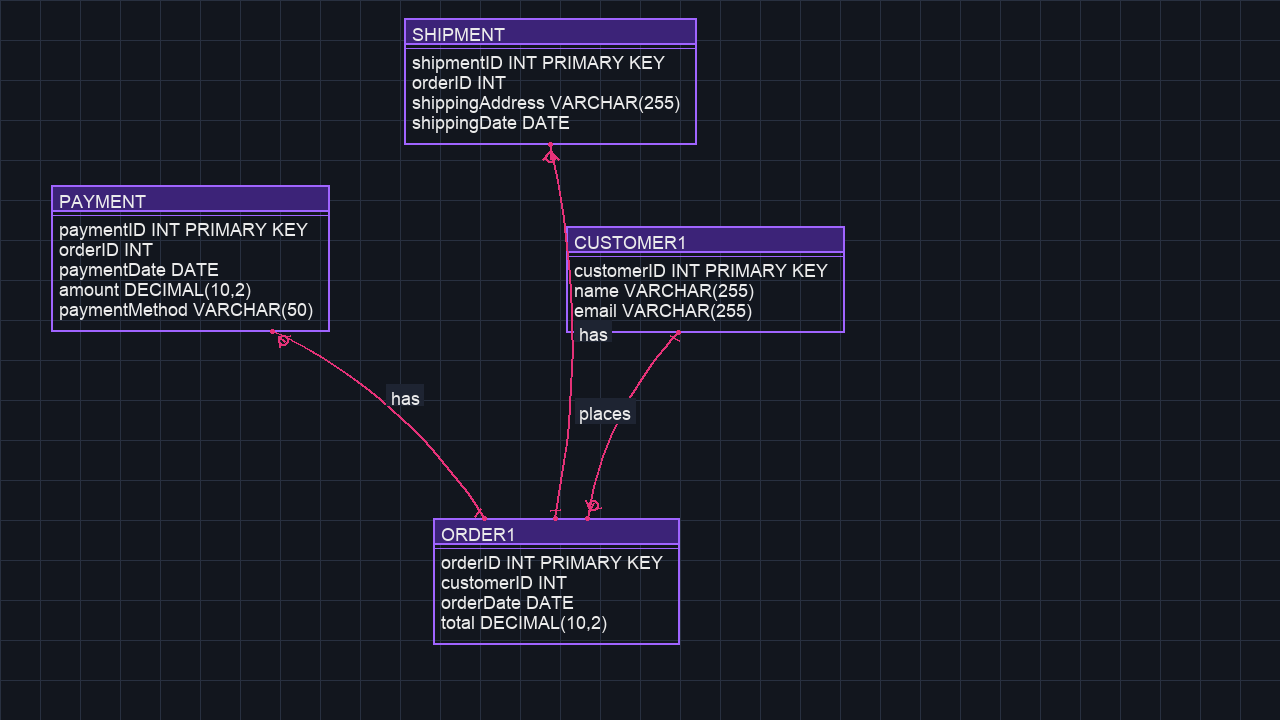 SHIPMENT
shipmentID INT PRIMARY KEY
orderID INT
shippingAddress VARCHAR(255)
shippingDate DATE
PAYMENT
paymentID INT PRIMARY KEY
orderID INT
paymentDate DATE
amount DECIMAL(10,2)
paymentMethod VARCHAR(50)
CUSTOMER1
customerID INT PRIMARY KEY
name VARCHAR(255)
email VARCHAR(255)
has
has
places
ORDER1
orderID INT PRIMARY KEY
customerID INT
orderDate DATE
total DECIMAL(10,2)